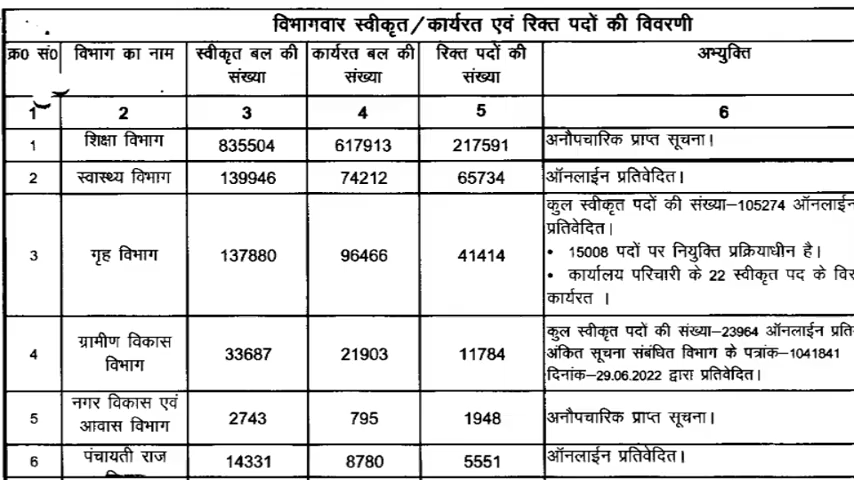 विभागवार स्वीकृत/कार्यरत एवं रिक्त पदों की विवरणी
क्र0 सं0 विभाग का नाम स्वीकृत बल की संख्या कार्यरत बल की संख्या रिक्त पदों की संख्या अभ्युक्ति
1 2 3 4 5 6
1 शिक्षा विभाग 835504 617913 217591 अनौपचारिक प्राप्त सूचना।
2 स्वास्थ्य विभाग 139946 74212 65734 ऑनलाईन प्रतिवेदित।
कुल स्वीकृत पदों की संख्या–105274 ऑनलाईन
प्रतिवेदित।
3 गृह विभाग 137880 96466 41414 • 15008 पदों पर नियुक्ति प्रक्रियाधीन है।
• कार्यालय परिचारी के 22 स्वीकृत पद के
कार्यरत ।
कुल स्वीकृत पदों की संख्या–23964 ऑनलाईन
4 ग्रामीण विकास विभाग 33687 21903 11784 अंकित सूचना संबंधित विभाग के पत्रांक–1041841
दिनांक–29.06.2022 द्वारा प्रतिवेदित।
5 नगर विकास एवं आवास विभाग 2743 795 1948 अनौपचारिक प्राप्त सूचना।
6 पंचायती राज 14331 8780 5551 ऑनलाईन प्रतिवेदित।